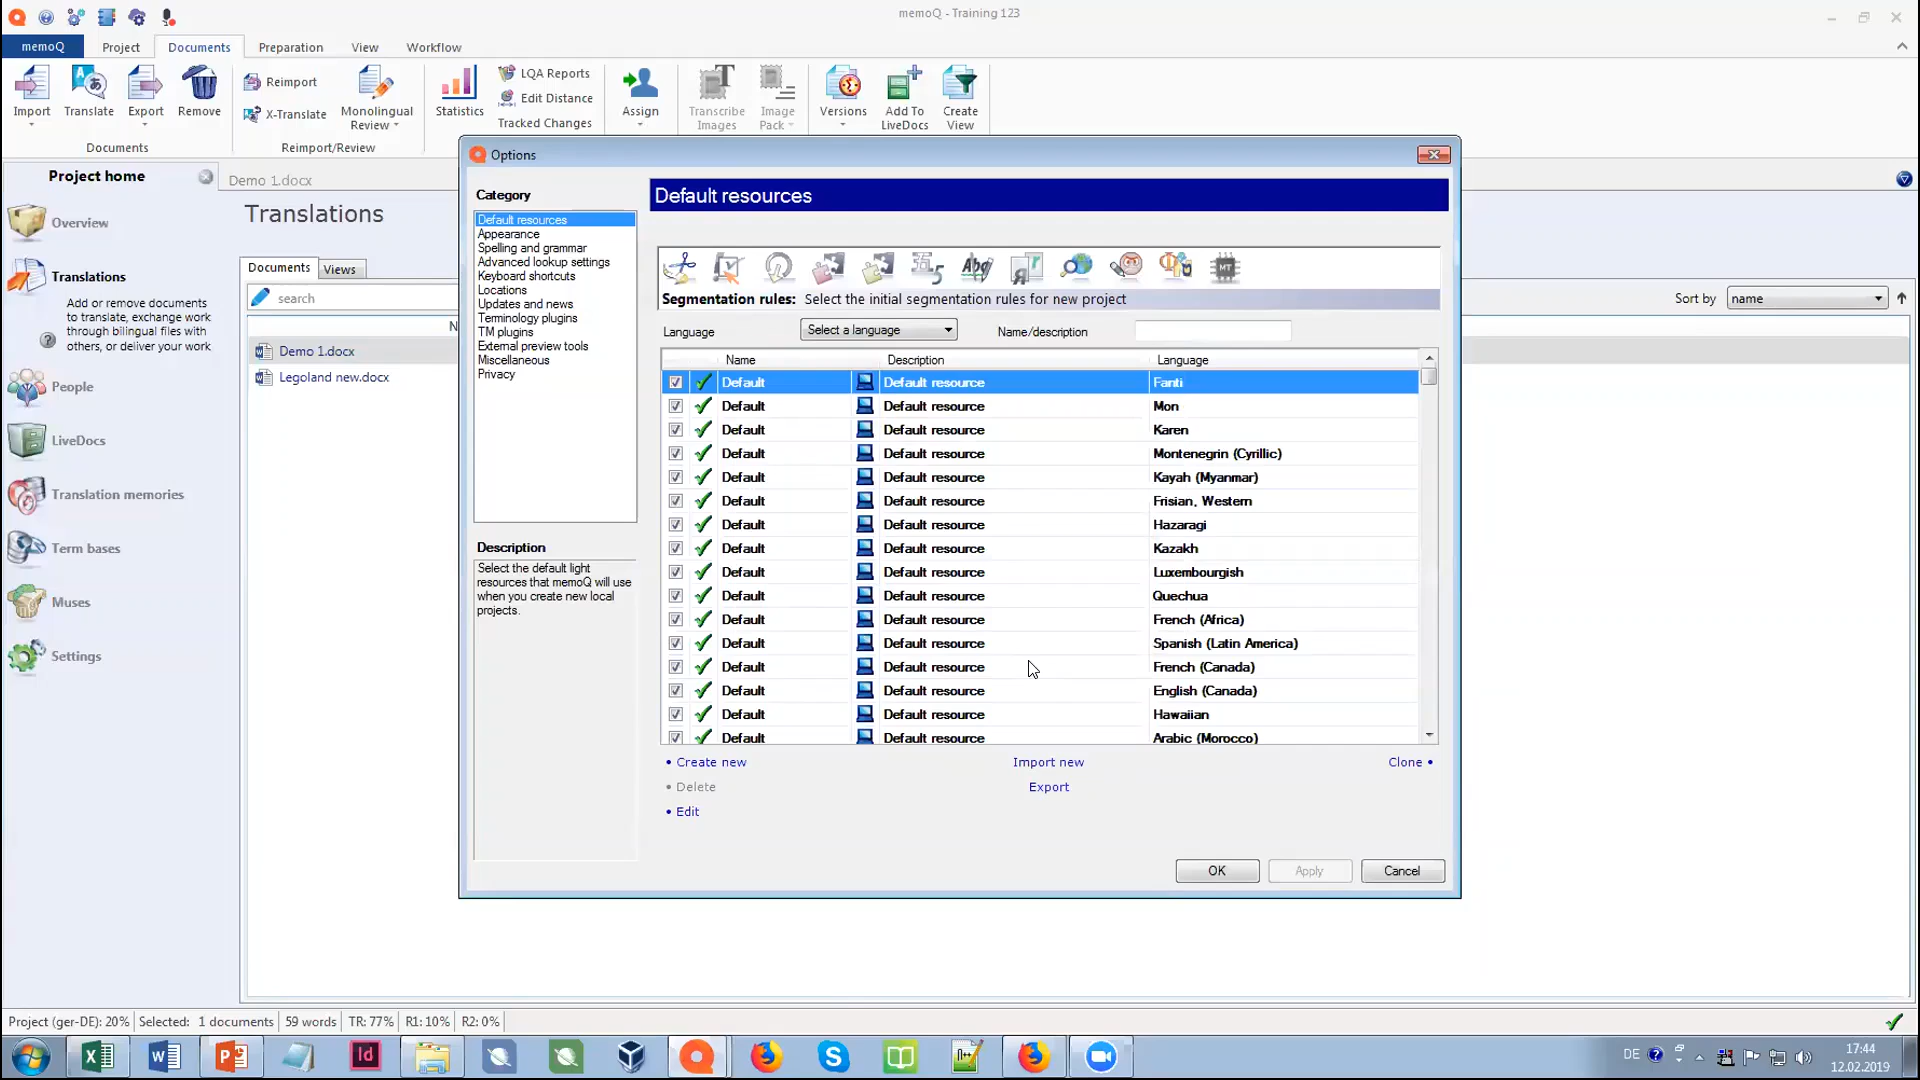 memoQ - Training 123
memoQ
Project
Documents
Preparation
View
Workflow
Import
Translate
Export
Remove
Reimport
X-Translate
Monolingual
Review
Statistics
LQA Reports
Edit Distance
Tracked Changes
Assign
Transcribe
Images
Image
Pack
Versions
Add To
LiveDocs
Create
View
Documents
Reimport/Review
Project home
Demo 1.docx
Overview
Translations
Add or remove documents
to translate, exchange work
through bilingual files with
others, or deliver your work
People
LiveDocs
Translation memories
Term bases
Muses
Settings
Translations
Documents
Views
search
N
Demo 1.docx
Legoland new.docx
Sort by
name
Options
Category
Default resources
Appearance
Spelling and grammar
Advanced lookup settings
Keyboard shortcuts
Locations
Updates and news
Terminology plugins
TM plugins
External preview tools
Miscellaneous
Privacy
Description
Select the default light
resources that memoQ will use
when you create new local
projects.
Default resources
Segmentation rules: Select the initial segmentation rules for new project
Language
Select a language
Name/description
Name Description Language
Default Default resource Fanti
Default Default resource Mon
Default Default resource Karen
Default Default resource Montenegrin (Cyrillic)
Default Default resource Kayah (Myanmar)
Default Default resource Frisian, Western
Default Default resource Hazaragi
Default Default resource Kazakh
Default Default resource Luxembourgish
Default Default resource Quechua
Default Default resource French (Africa)
Default Default resource Spanish (Latin America)
Default Default resource French (Canada)
Default Default resource English (Canada)
Default Default resource Hawaiian
Default Default resource Arabic (Morocco)
• Create new
Import new
Clone •
• Delete
Export
• Edit
OK
Apply
Cancel
Project (ger-DE): 20%
Selected: 1 documents
59 words
TR: 77%
R1: 10%
R2: 0%
DE
17:44
12.02.2019